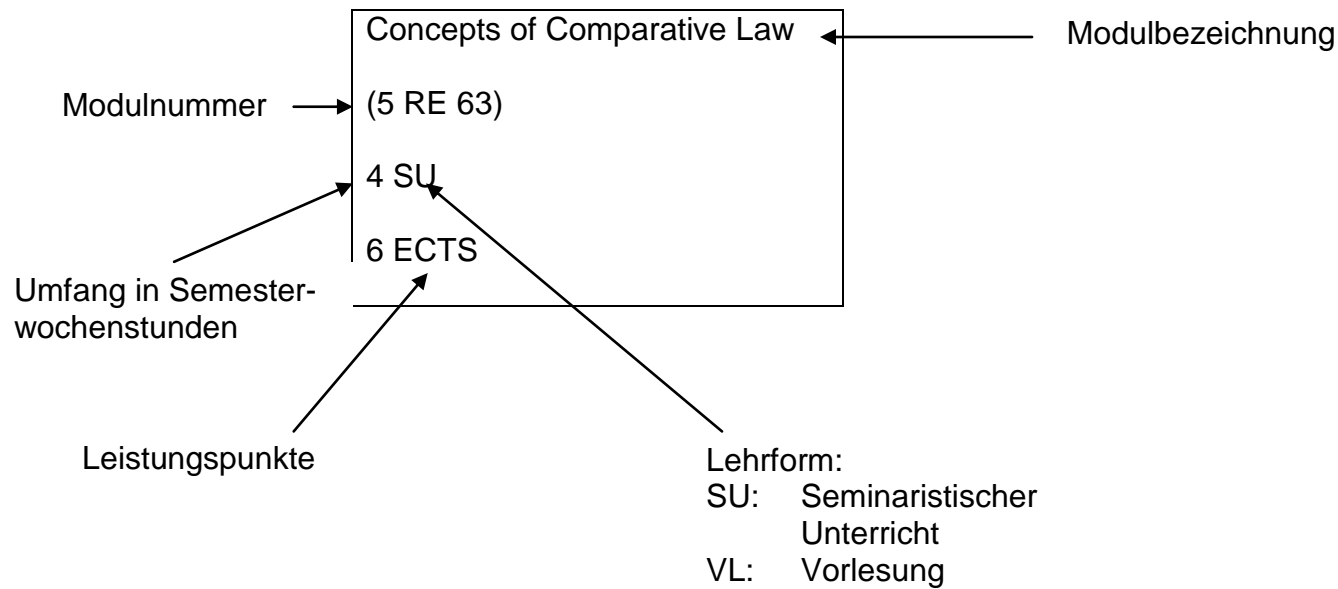 Concepts of Comparative Law
Modulbezeichnung
Modulnummer
(5 RE 63)
4 SU
6 ECTS
Umfang in Semester-
wochenstunden
Leistungspunkte
Lehrform:
SU: Seminaristischer
Unterricht
VL: Vorlesung